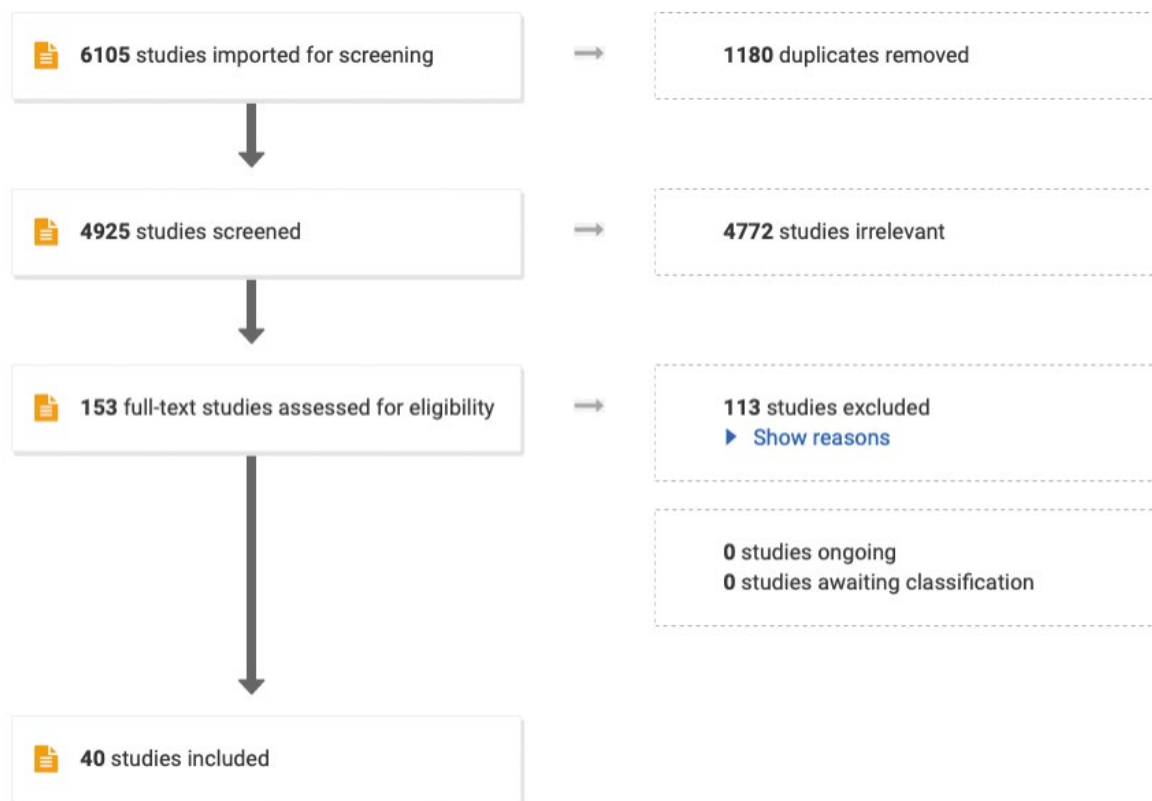 6105 studies imported for screening
1180 duplicates removed
4925 studies screened
4772 studies irrelevant
153 full-text studies assessed for eligibility
113 studies excluded
Show reasons
0 studies ongoing
0 studies awaiting classification
40 studies included